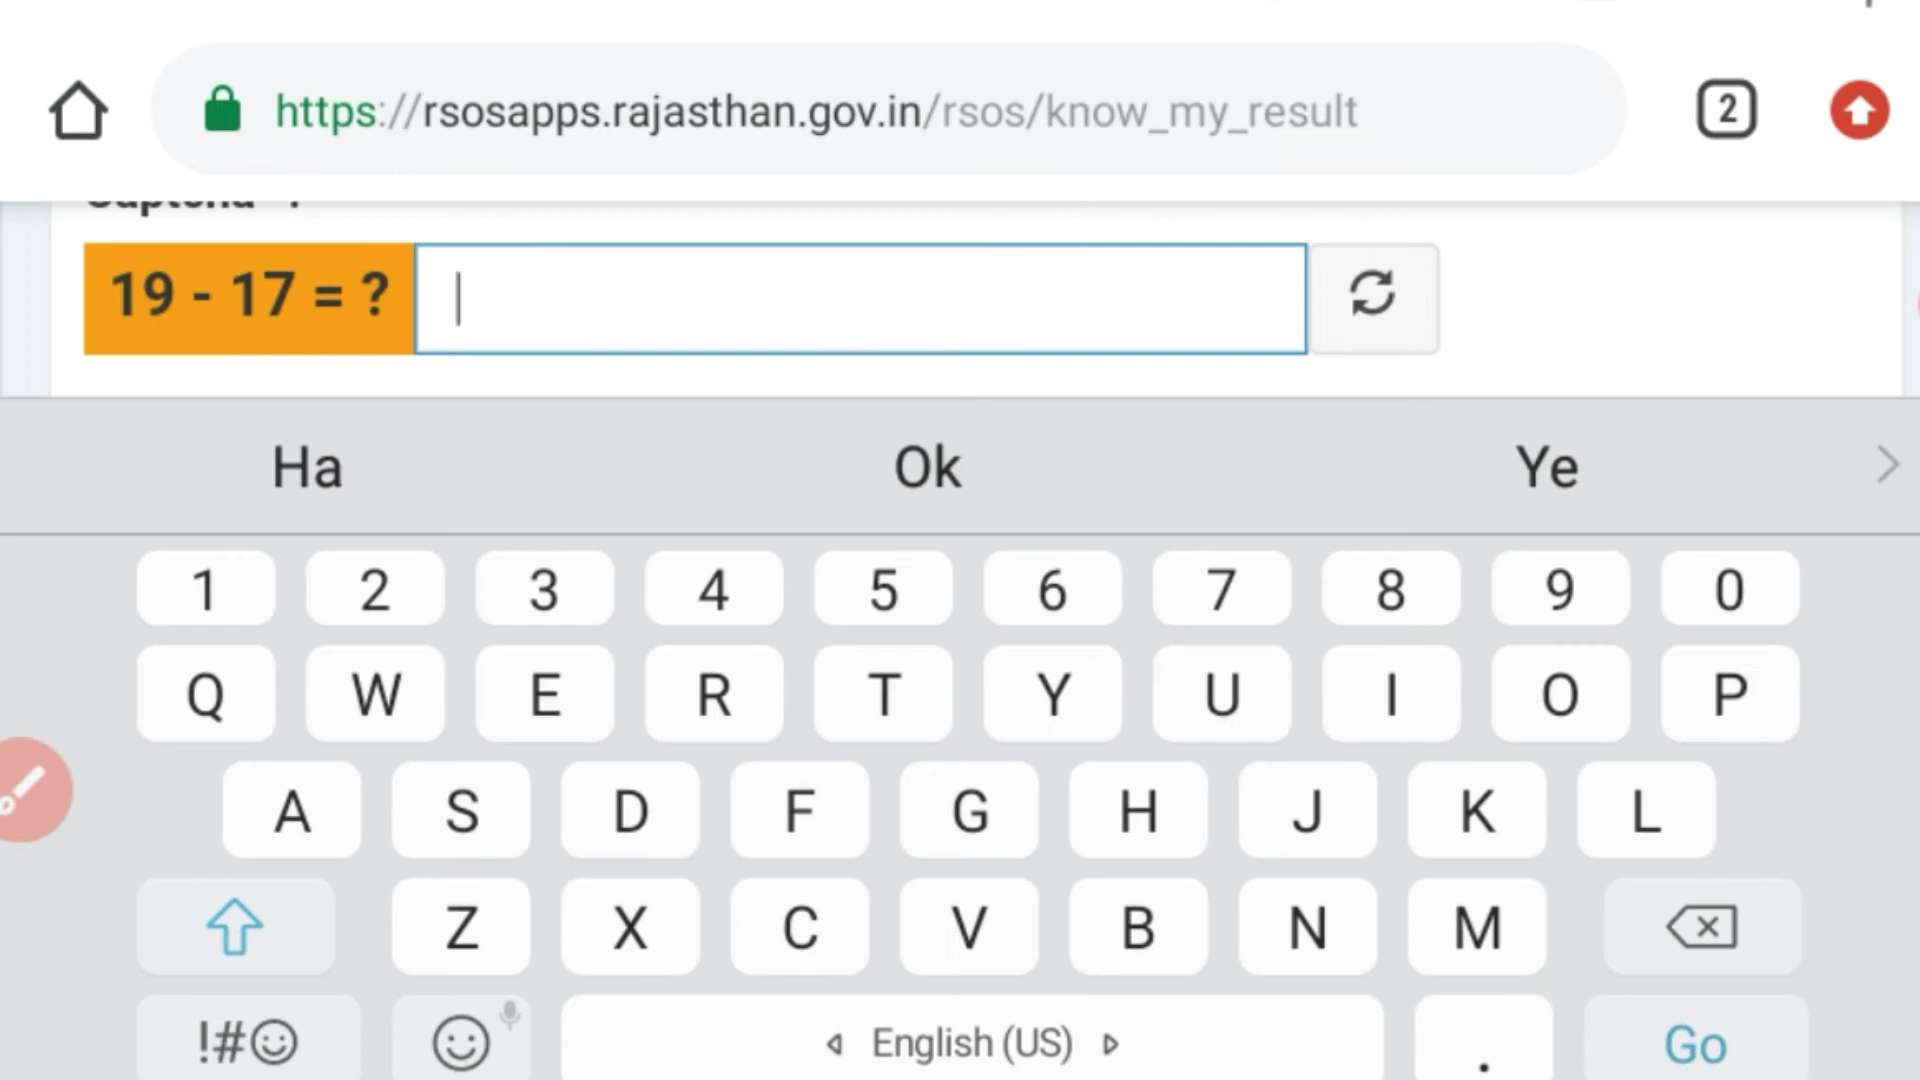 https://rsosapps.rajasthan.gov.in/rsos/know_my_result
2
19 - 17 = ?
Ha Ok Ye
1 2 3 4 5 6 7 8 9 0
Q W E R T Y U I O P
A S D F G H J K L
Z X C V B N M
!# English (US) . Go